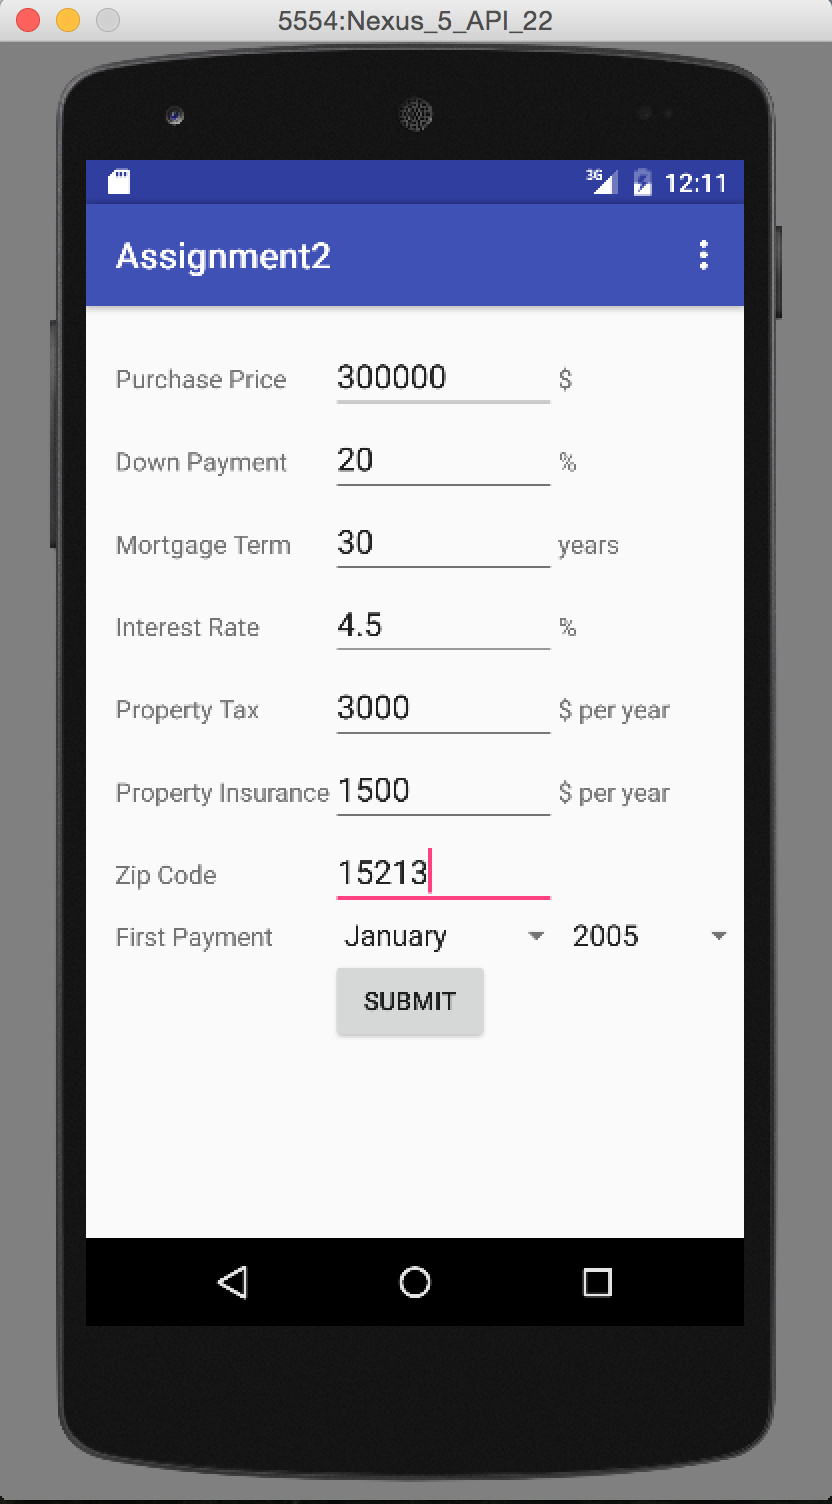 5554:Nexus_5_API_22
3G 12:11
Assignment2
Purchase Price 300000 $
Down Payment 20 %
Mortgage Term 30 years
Interest Rate 4.5 %
Property Tax 3000 $ per year
Property Insurance 1500 $ per year
Zip Code 15213
First Payment January 2005
SUBMIT